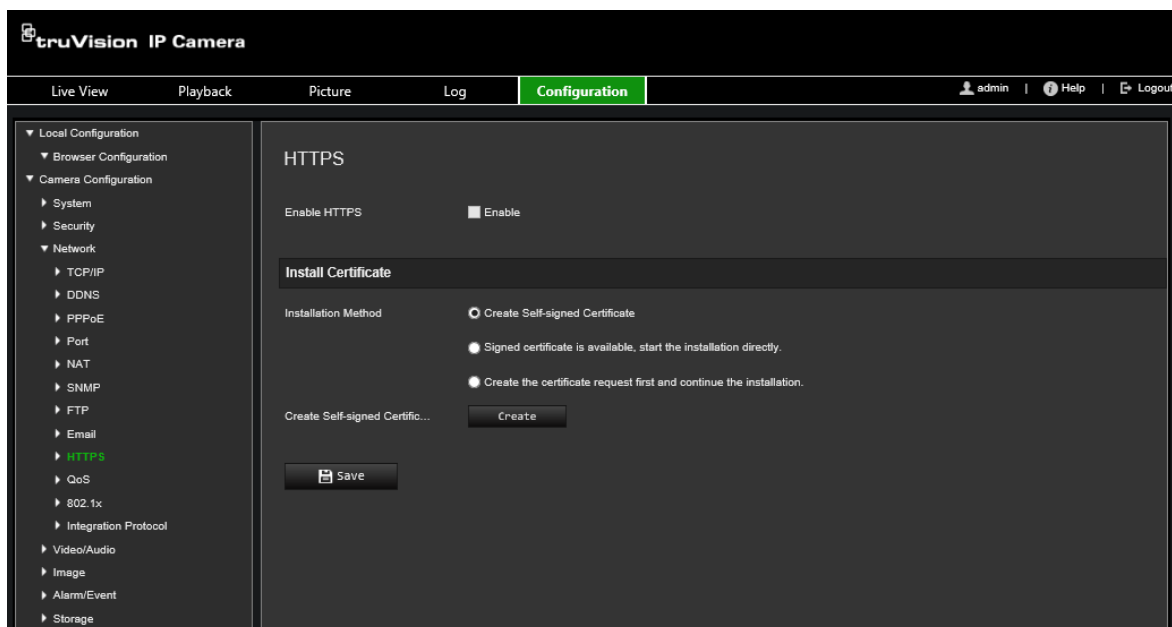 truVision IP Camera
Live View Playback Picture Log Configuration admin | Help | Logout
Local Configuration
Browser Configuration
Camera Configuration
System
Security
Network
TCP/IP
DDNS
PPPoE
Port
NAT
SNMP
FTP
Email
HTTPS
QoS
802.1x
Integration Protocol
Video/Audio
Image
Alarm/Event
Storage
HTTPS
Enable HTTPS Enable
Install Certificate
Installation Method Create Self-signed Certificate
Signed certificate is available, start the installation directly.
Create the certificate request first and continue the installation.
Create Self-signed Certific... Create
Save